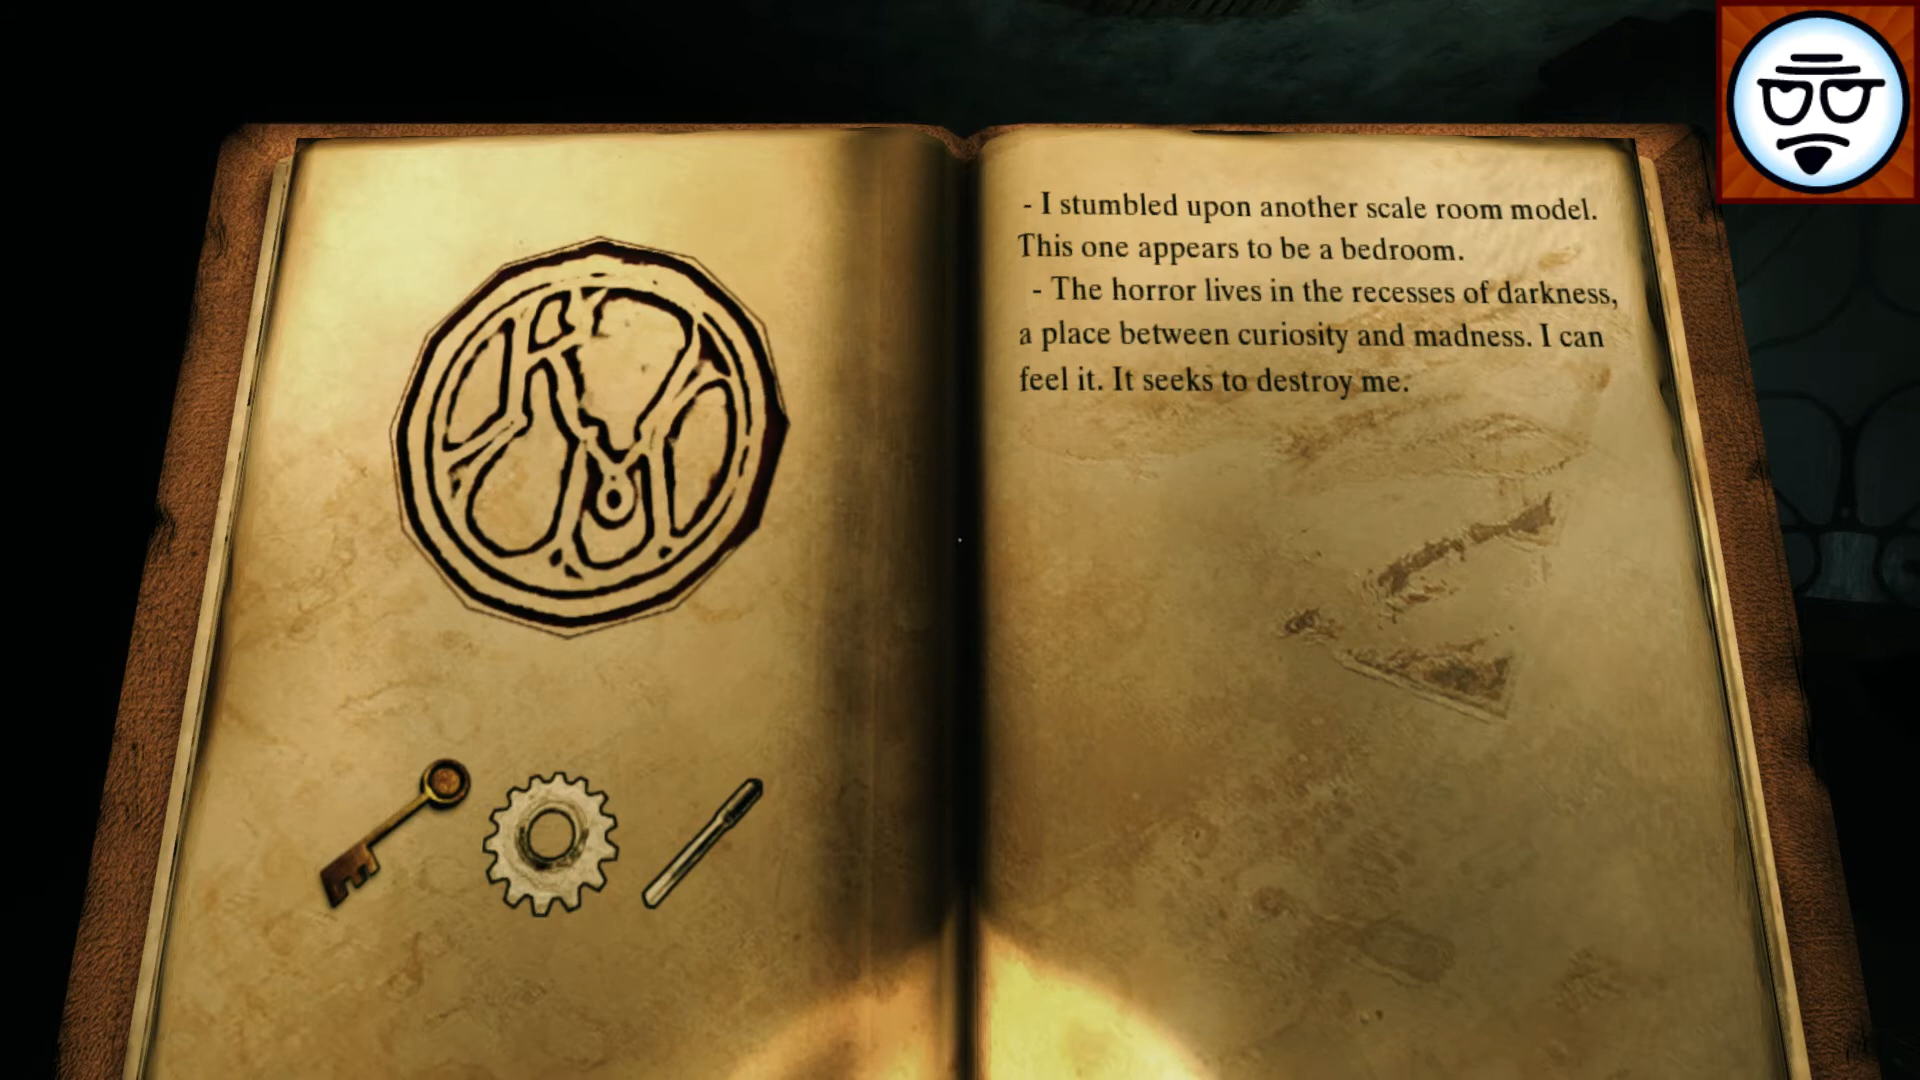 - I stumbled upon another scale room model.
This one appears to be a bedroom.
- The horror lives in the recesses of darkness,
a place between curiosity and madness. I can
feel it. It seeks to destroy me.